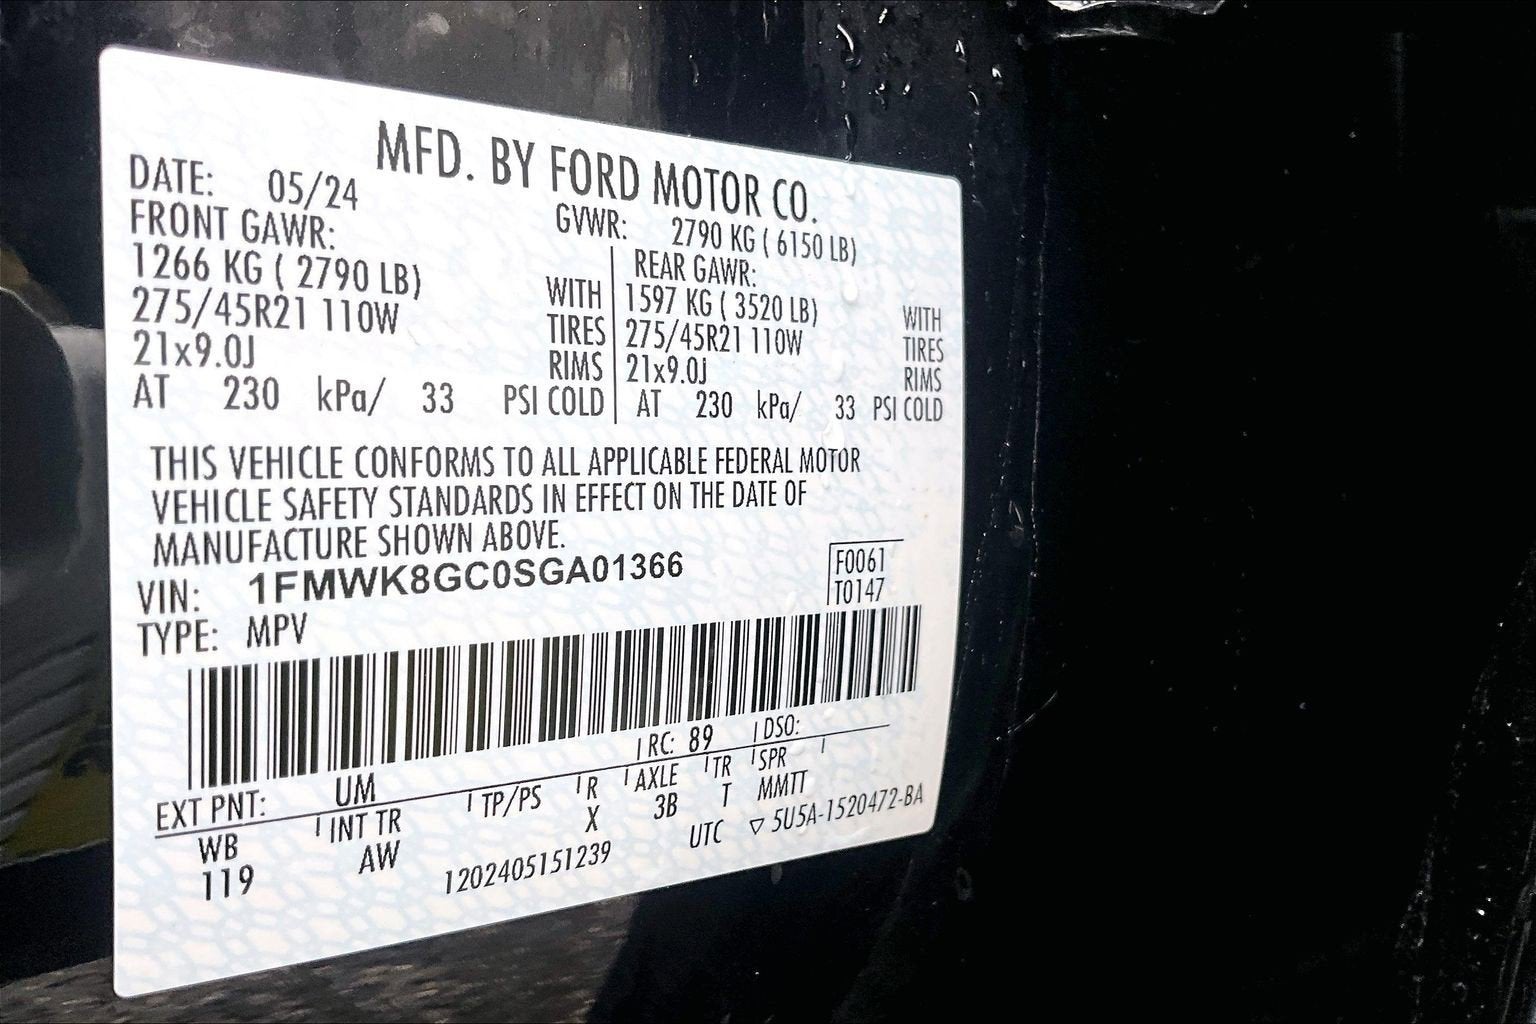 MFD. BY FORD MOTOR CO.
DATE: 05/24
GVWR: 2790 KG ( 6150 LB)
FRONT GAWR:
1266 KG ( 2790 LB)
275/45R21 110W
21x9.0J
AT 230 kPa/ 33 PSI COLD
WITH
TIRES
RIMS
REAR GAWR:
1597 KG ( 3520 LB)
275/45R21 110W
21x9.0J
AT 230 kPa/ 33 PSI COLD
WITH
TIRES
RIMS
THIS VEHICLE CONFORMS TO ALL APPLICABLE FEDERAL MOTOR
VEHICLE SAFETY STANDARDS IN EFFECT ON THE DATE OF
MANUFACTURE SHOWN ABOVE.
VIN: 1FMWK8GC0SGA01366
TYPE: MPV
F0061
T0147
EXT PNT: UM RC: 89 DSO:
WB INT TR TP/PS R AXLE TR SPR
119 AW X 3B T MMTT
1202405151239 UTC ▽ 5U5A-1520472-BA